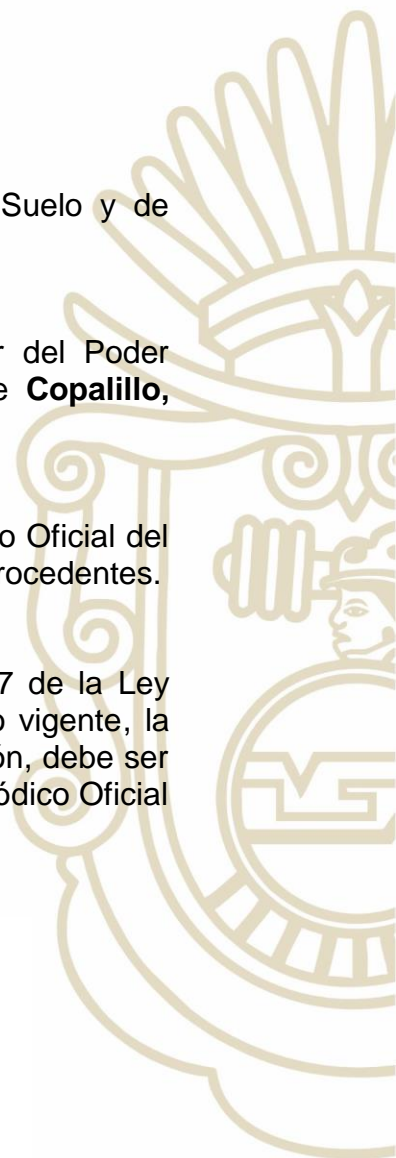 Suelo y de
del Poder
Copalillo,
Oficial del
rocedentes.
7 de la Ley
vigente, la
ón, debe ser
ódico Oficial